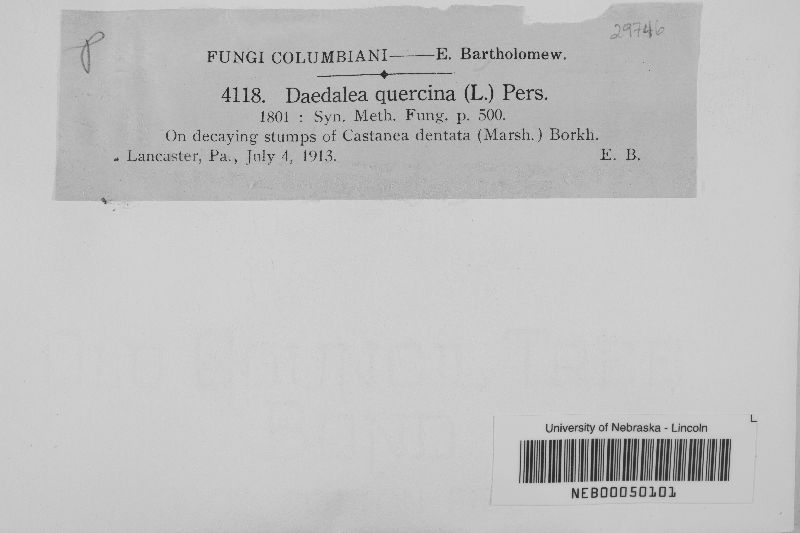 29746
FUNGI COLUMBIANI——E. Bartholomew.
4118. Daedalea quercina (L.) Pers.
1801 : Syn. Meth. Fung. p. 500.
On decaying stumps of Castanea dentata (Marsh.) Borkh.
Lancaster, Pa., July 4, 1913. E. B.
University of Nebraska - Lincoln
NEB00050101